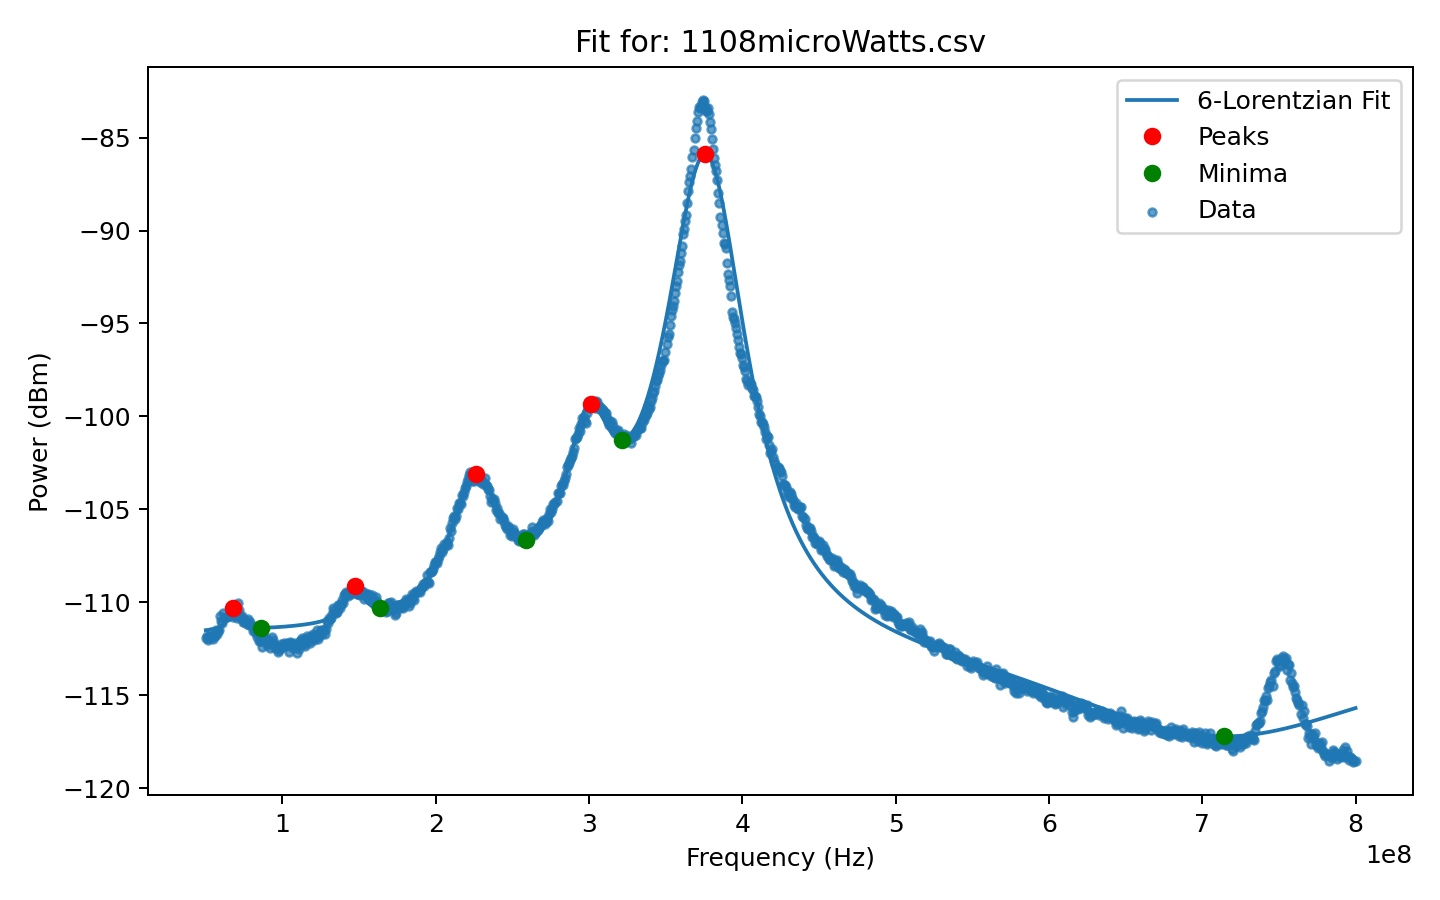 Fit for: 1108microWatts.csv
6-Lorentzian Fit
Peaks
Minima
Data
Power (dBm)
−85
−90
−95
−100
−105
−110
−115
−120
1 2 3 4 5 6 7 8
1e8
Frequency (Hz)